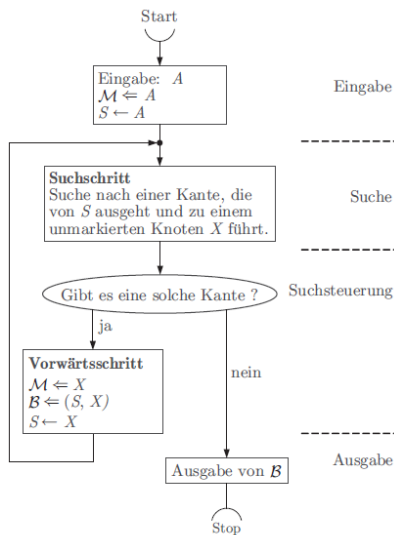 Start
Eingabe: A
ℳ ⇐ A
S ← A
Eingabe
Suchschritt
Suche nach einer Kante, die
von S ausgeht und zu einem
unmarkierten Knoten X führt.
Suche
Gibt es eine solche Kante ?
Suchsteuerung
ja
nein
Vorwärtsschritt
ℳ ⇐ X
ℬ ⇐ (S, X)
S ← X
Ausgabe von ℬ
Ausgabe
Stop